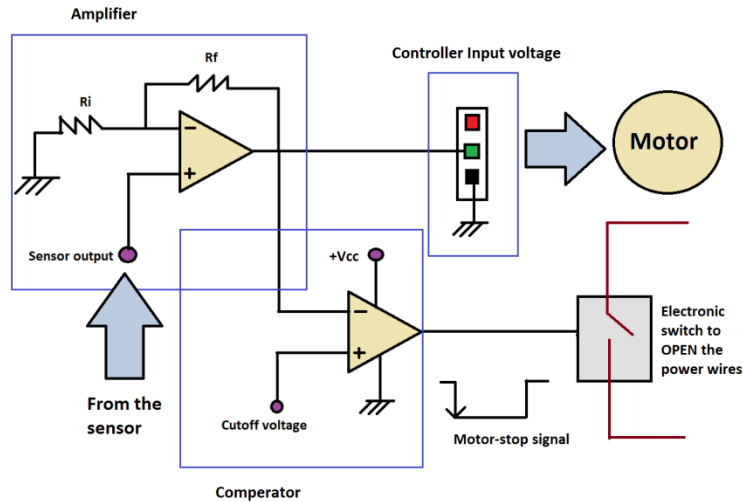 Amplifier
Rf
Controller Input voltage
Ri
−
+
Motor
Sensor output
+Vcc
−
+
Electronic
switch to
OPEN the
power wires
From the
sensor
Cutoff voltage
Motor-stop signal
Comperator